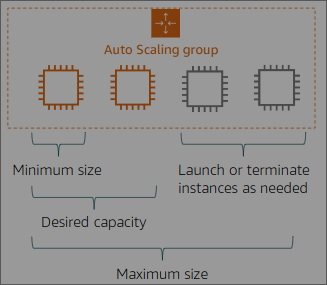 Auto Scaling group
Minimum size
Launch or terminate
instances as needed
Desired capacity
Maximum size